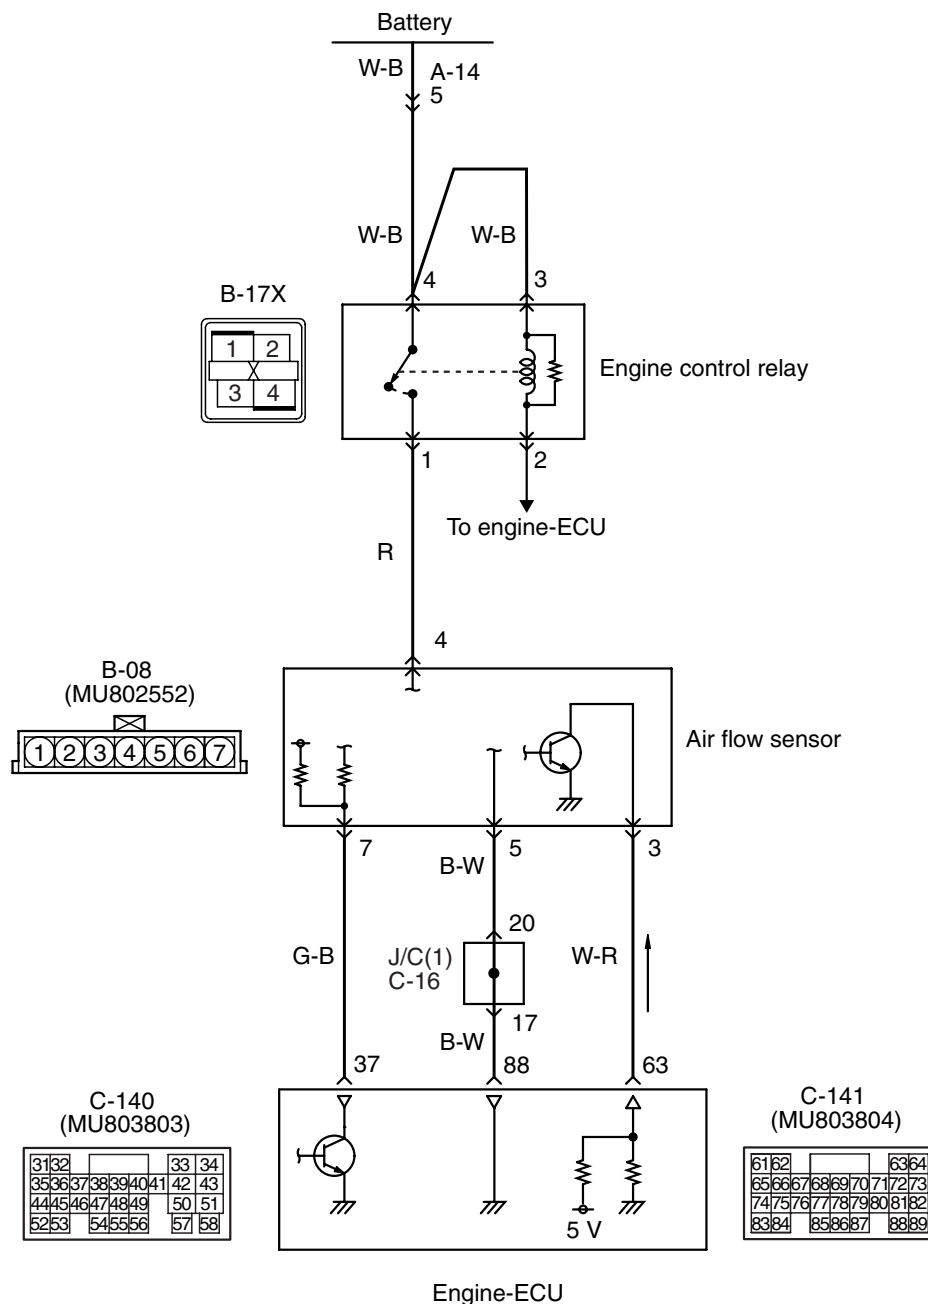 Battery
W-B
A-14
5
W-B
W-B
4
3
B-17X
1 2
3 4
Engine control relay
1
2
To engine-ECU
R
4
B-08
(MU802552)
1 2 3 4 5 6 7
Air flow sensor
7
5
3
B-W
20
G-B
J/C(1)
C-16
W-R
17
B-W
37
88
63
C-140
(MU803803)
31 32 33 34
35 36 37 38 39 40 41 42 43
44 45 46 47 48 49 50 51
52 53 54 55 56 57 58
C-141
(MU803804)
61 62 63 64
65 66 67 68 69 70 71 72 73
74 75 76 77 78 79 80 81 82
83 84 85 86 87 88 89
5 V
Engine-ECU